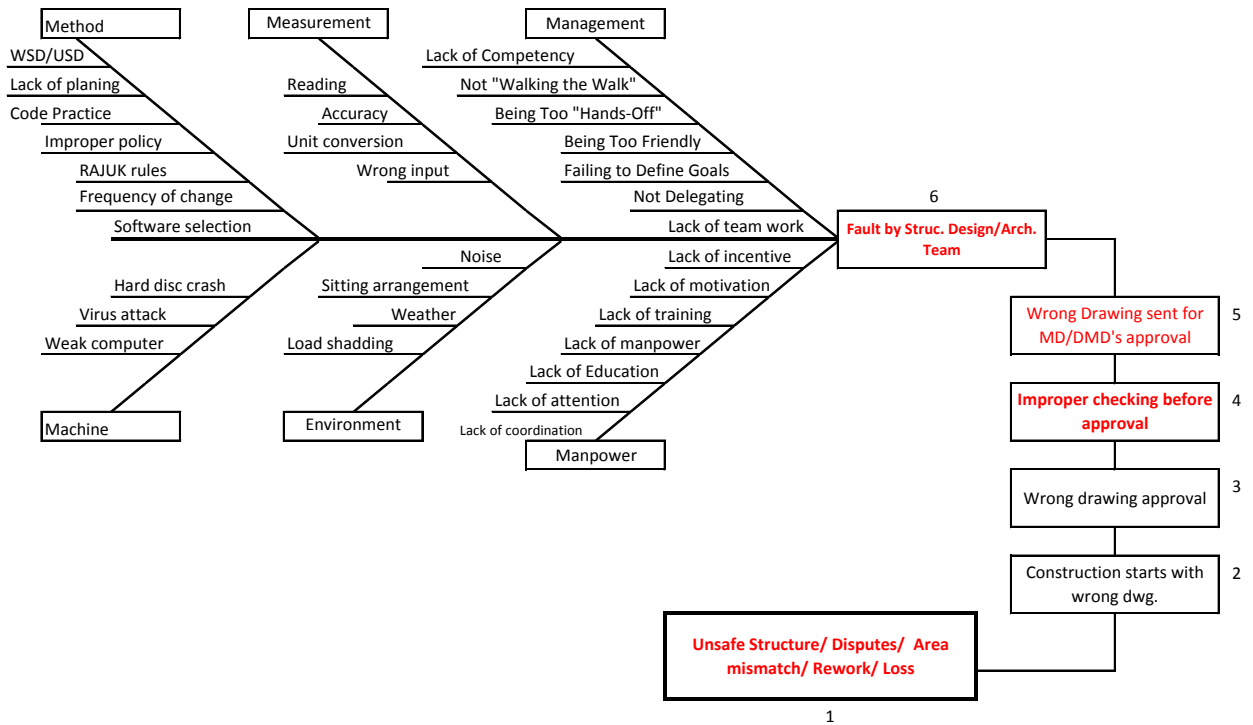 Method
Measurement
Management
WSD/USD
Lack of planing
Code Practice
Improper policy
RAJUK rules
Frequency of change
Software selection
Reading
Accuracy
Unit conversion
Wrong input
Lack of Competency
Not "Walking the Walk"
Being Too "Hands-Off"
Being Too Friendly
Failing to Define Goals
Not Delegating
Lack of team work
Hard disc crash
Virus attack
Weak computer
Machine
Noise
Sitting arrangement
Weather
Load shadding
Environment
Lack of incentive
Lack of motivation
Lack of training
Lack of manpower
Lack of Education
Lack of attention
Lack of coordination
Manpower
6
Fault by Struc. Design/Arch.
Team
Wrong Drawing sent for
MD/DMD's approval
5
Improper checking before
approval
4
Wrong drawing approval
3
Construction starts with
wrong dwg.
2
Unsafe Structure/ Disputes/ Area
mismatch/ Rework/ Loss
1